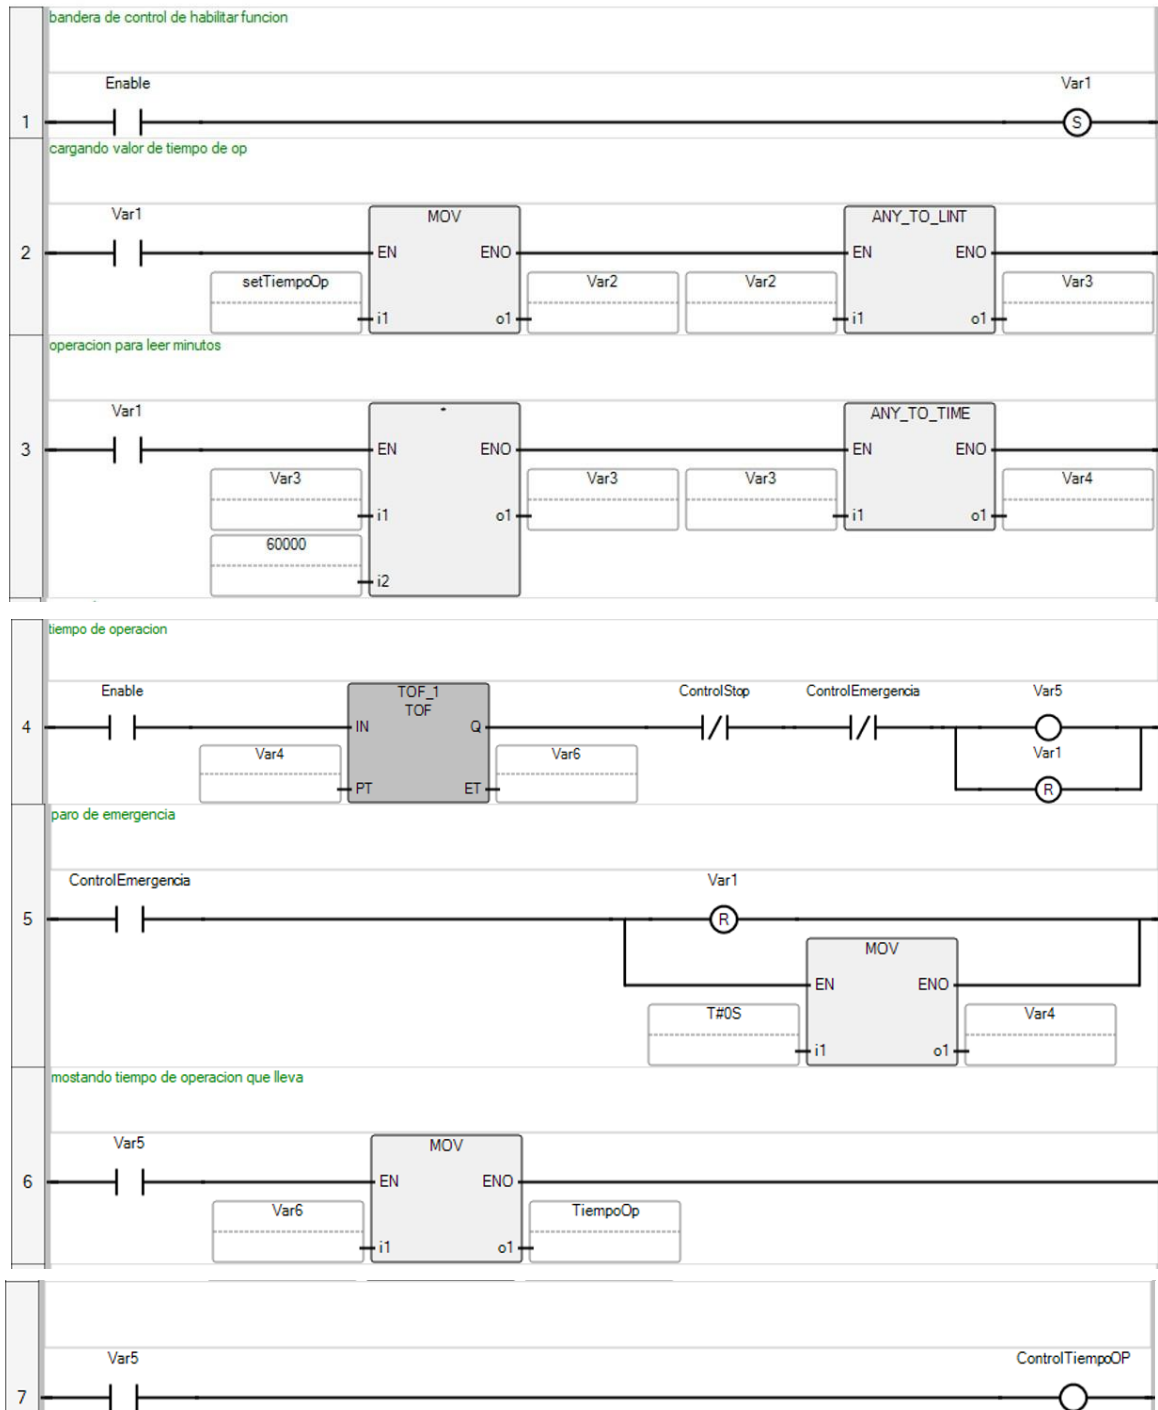 bandera de control de habilitar funcion
Enable Var1
1 S
cargando valor de tiempo de op
Var1 MOV ANY_TO_LINT
2 EN ENO EN ENO
setTiempoOp Var2 Var2 Var3
i1 o1 i1 o1
operacion para leer minutos
Var1 * ANY_TO_TIME
3 EN ENO EN ENO
Var3 Var3 Var3 Var4
i1 o1 i1 o1
60000
i2
tiempo de operacion
Enable TOF_1 ControlStop ControlEmergencia Var5
TOF
4 IN Q
Var4 Var6 Var1
PT ET R
paro de emergencia
ControlEmergencia Var1
5 R
MOV
EN ENO
T#0S Var4
i1 o1
mostando tiempo de operacion que lleva
Var5 MOV
6 EN ENO
Var6 TiempoOp
i1 o1
Var5 ControlTiempoOP
7